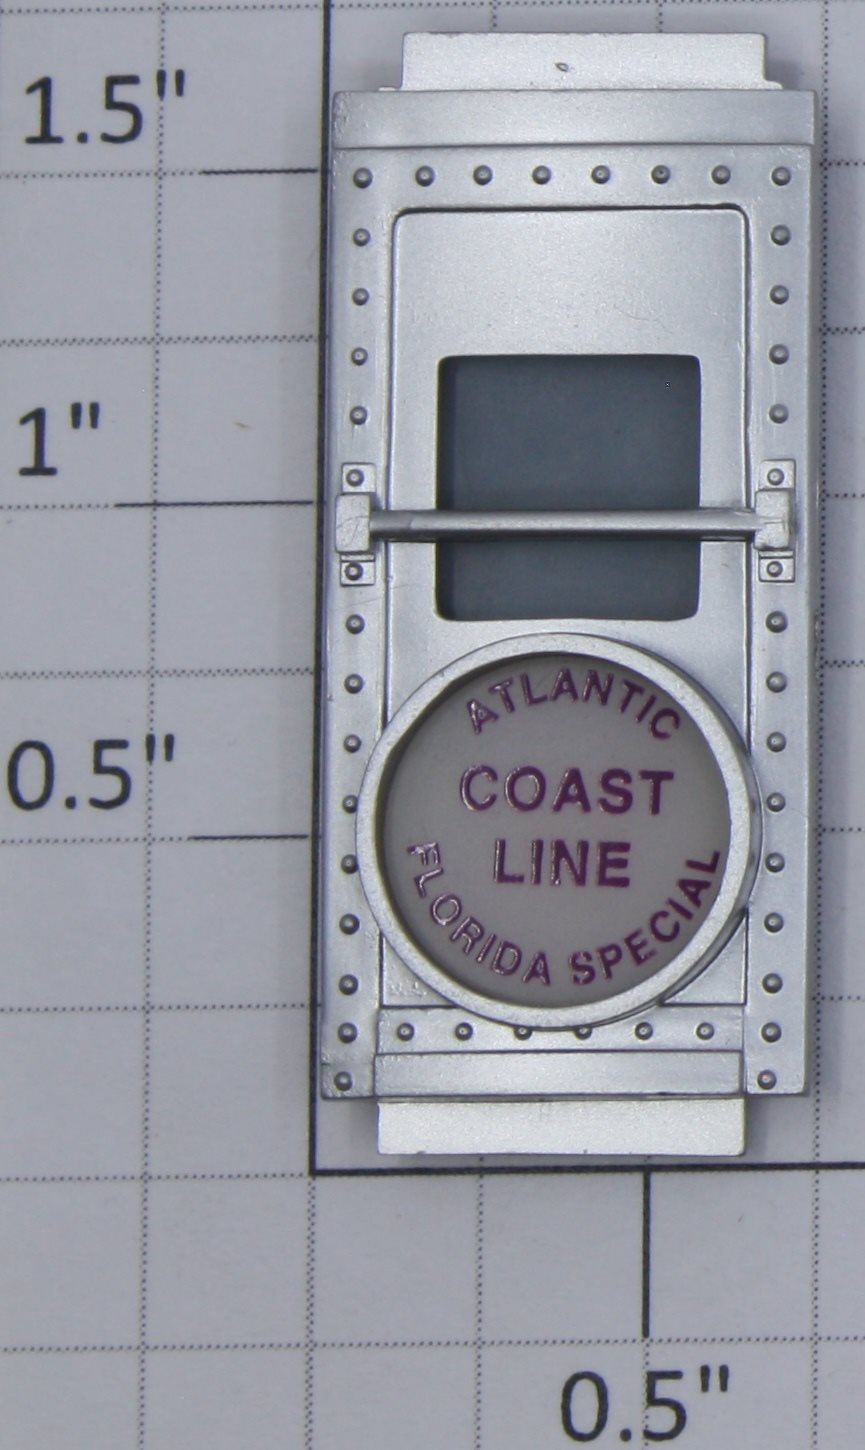 1.5"
1"
0.5"
ATLANTIC
COAST
LINE
FLORIDA SPECIAL
0.5"